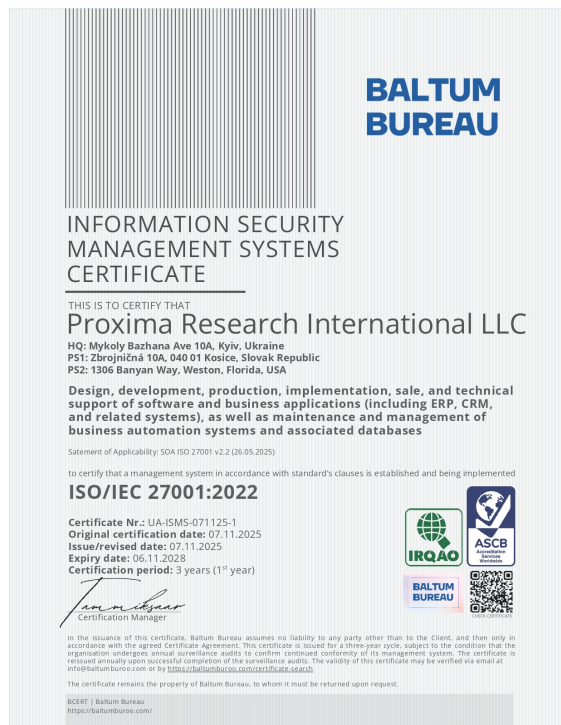 BALTUM
BUREAU
INFORMATION SECURITY
MANAGEMENT SYSTEMS
CERTIFICATE
THIS IS TO CERTIFY THAT
Proxima Research International LLC
HQ: Mykoly Bazhana Ave 10A, Kyiv, Ukraine
PS1: Zbrojničná 10A, 040 01 Kosice, Slovak Republic
PS2: 1306 Banyan Way, Weston, Florida, USA
Design, development, production, implementation, sale, and technical
support of software and business applications (including ERP, CRM,
and related systems), as well as maintenance and management of
business automation systems and associated databases
Satement of Applicability: SOA ISO 27001 v2.2 (26.05.2025)
to certify that a management system in accordance with standard's clauses is established and being implemented
ISO/IEC 27001:2022
Certificate Nr.: UA-ISMS-071125-1
Original certification date: 07.11.2025
Issue/revised date: 07.11.2025
Expiry date: 06.11.2028
Certification period: 3 years (1st year)
Certification Manager
IRQAO
ASCB
Accreditation
Services
Worldwide
BALTUM
BUREAU
CHECK CERTIFICATE
In the issuance of this certificate, Baltum Bureau assumes no liability to any party other than to the Client, and then only in
accordance with the agreed Certificate Agreement. This certificate is issued for a three-year cycle, subject to the condition that the
organisation undergoes annual surveillance audits to confirm continued conformity of its management system. The certificate is
reissued annually upon successful completion of the surveillance audits. The validity of this certificate may be verified via email at
info@baltumburoo.com or by https://baltumburoo.com/certificate-search
The certificate remains the property of Baltum Bureau, to whom it must be returned upon request.
BCERT | Baltum Bureau
https://baltumburoo.com/